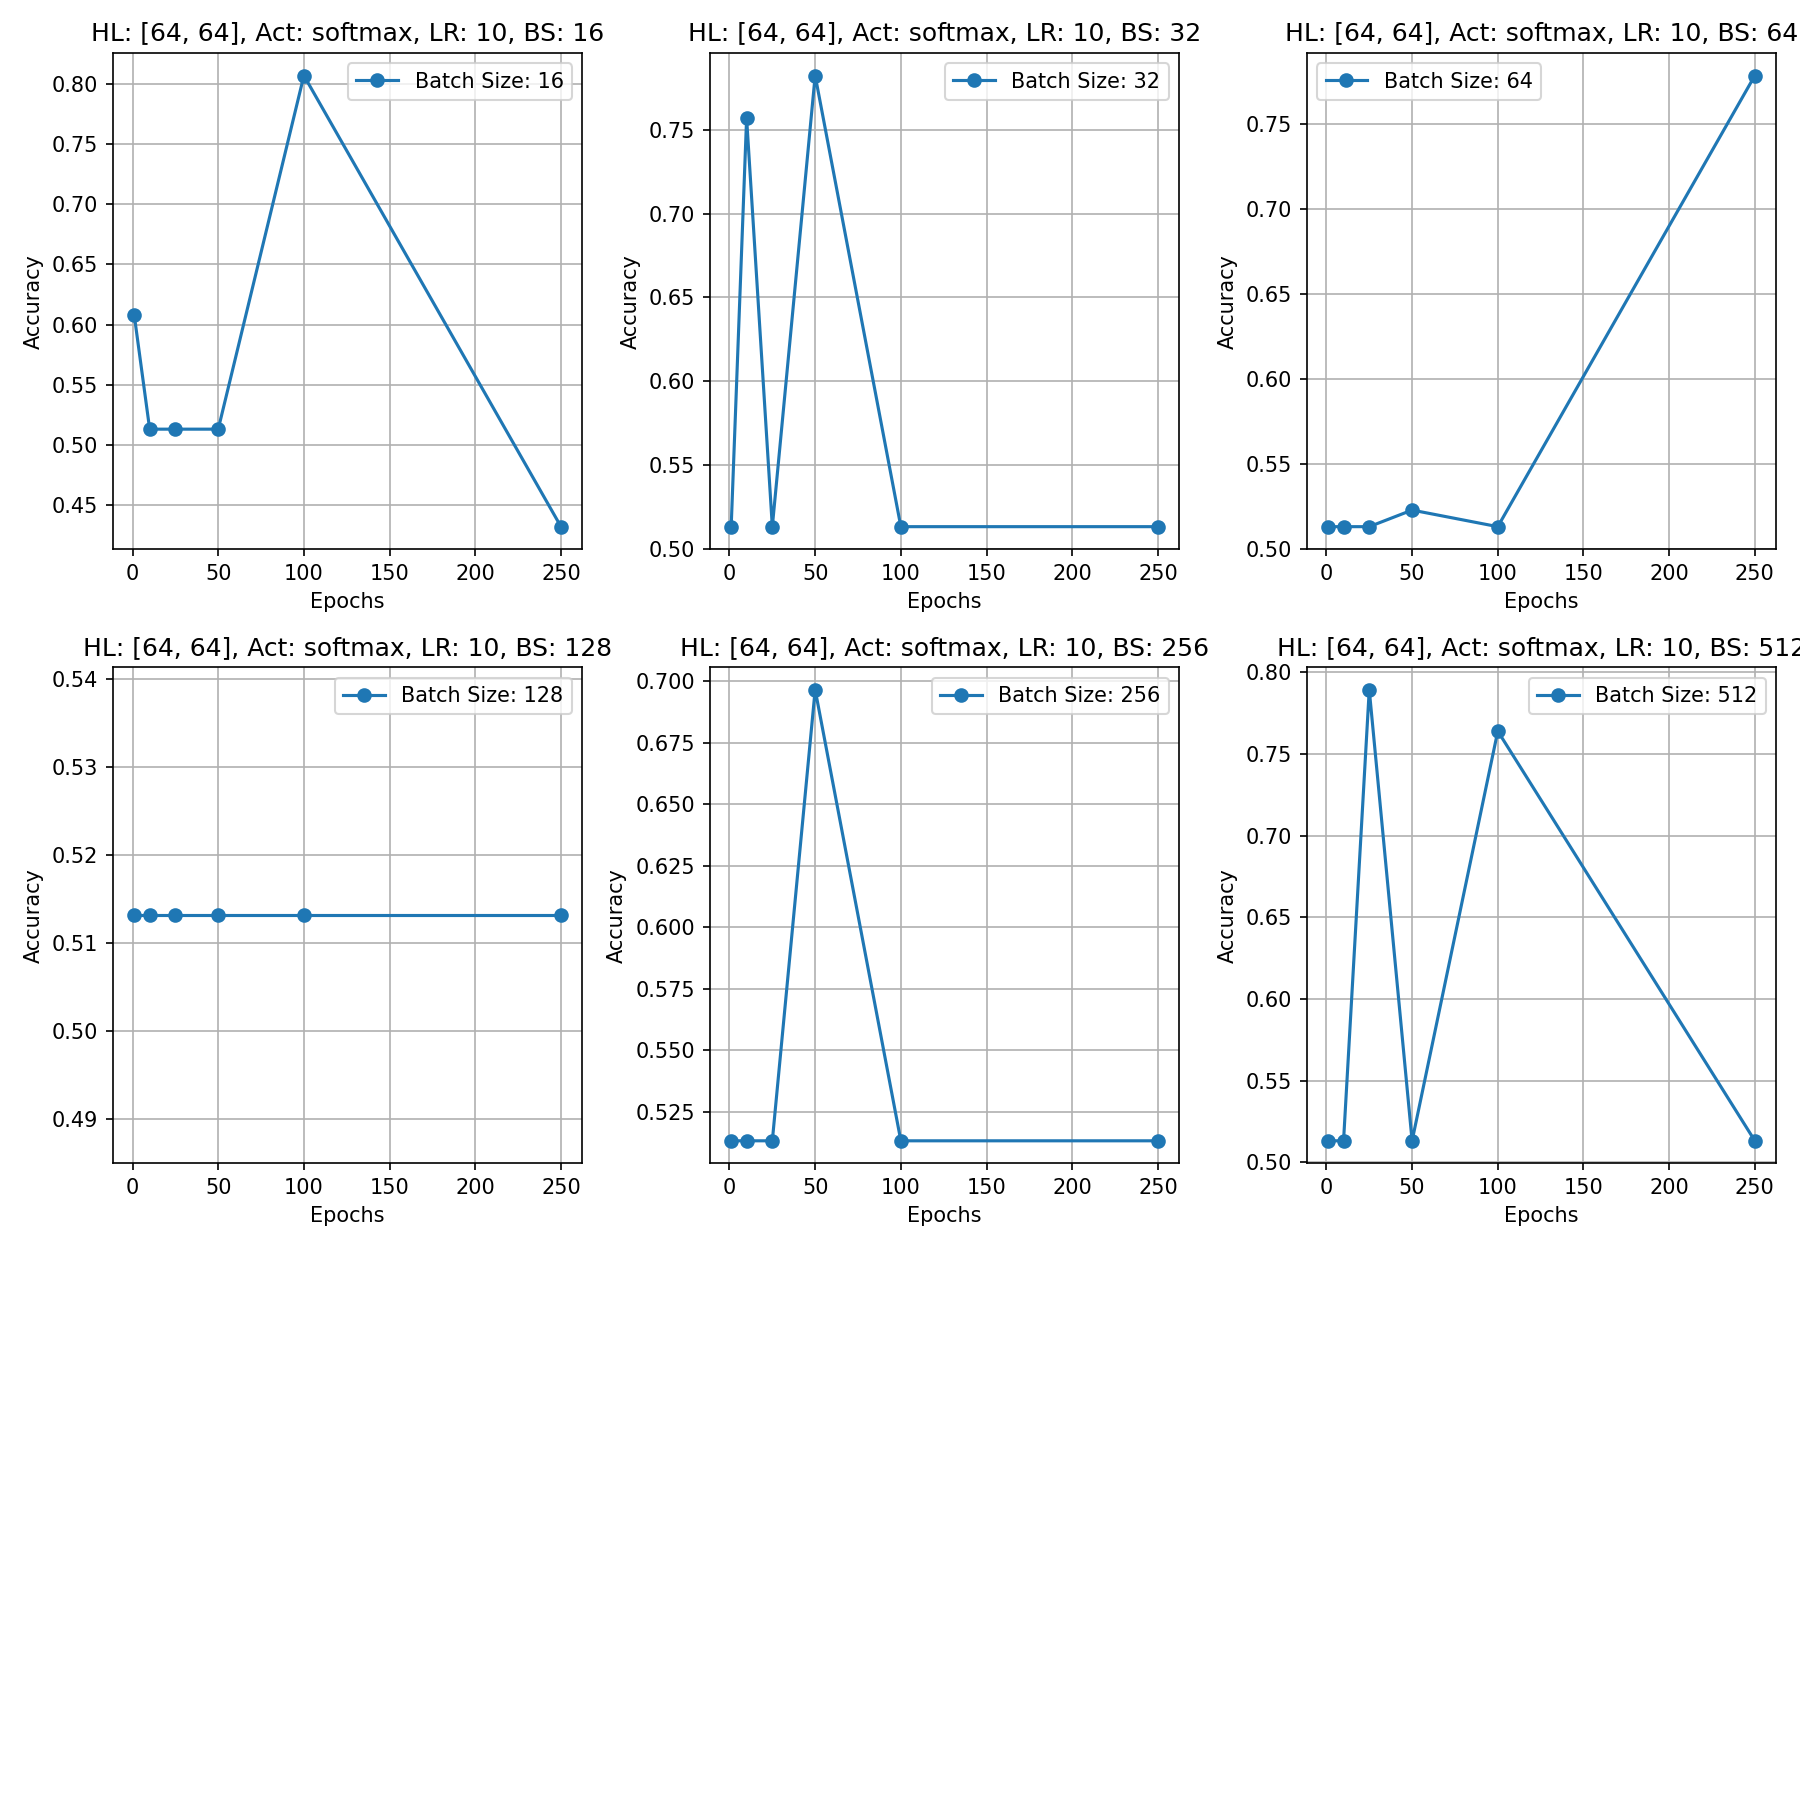 HL: [64, 64], Act: softmax, LR: 10, BS: 16
Batch Size: 16
0.80
0.75
0.70
0.65
0.60
0.55
0.50
0.45
Accuracy
0 50 100 150 200 250
Epochs
HL: [64, 64], Act: softmax, LR: 10, BS: 32
Batch Size: 32
0.75
0.70
0.65
0.60
0.55
0.50
Accuracy
0 50 100 150 200 250
Epochs
HL: [64, 64], Act: softmax, LR: 10, BS: 64
Batch Size: 64
0.75
0.70
0.65
0.60
0.55
0.50
Accuracy
0 50 100 150 200 250
Epochs
HL: [64, 64], Act: softmax, LR: 10, BS: 128
Batch Size: 128
0.54
0.53
0.52
0.51
0.50
0.49
Accuracy
0 50 100 150 200 250
Epochs
HL: [64, 64], Act: softmax, LR: 10, BS: 256
Batch Size: 256
0.700
0.675
0.650
0.625
0.600
0.575
0.550
0.525
Accuracy
0 50 100 150 200 250
Epochs
HL: [64, 64], Act: softmax, LR: 10, BS: 512
Batch Size: 512
0.80
0.75
0.70
0.65
0.60
0.55
0.50
Accuracy
0 50 100 150 200 250
Epochs